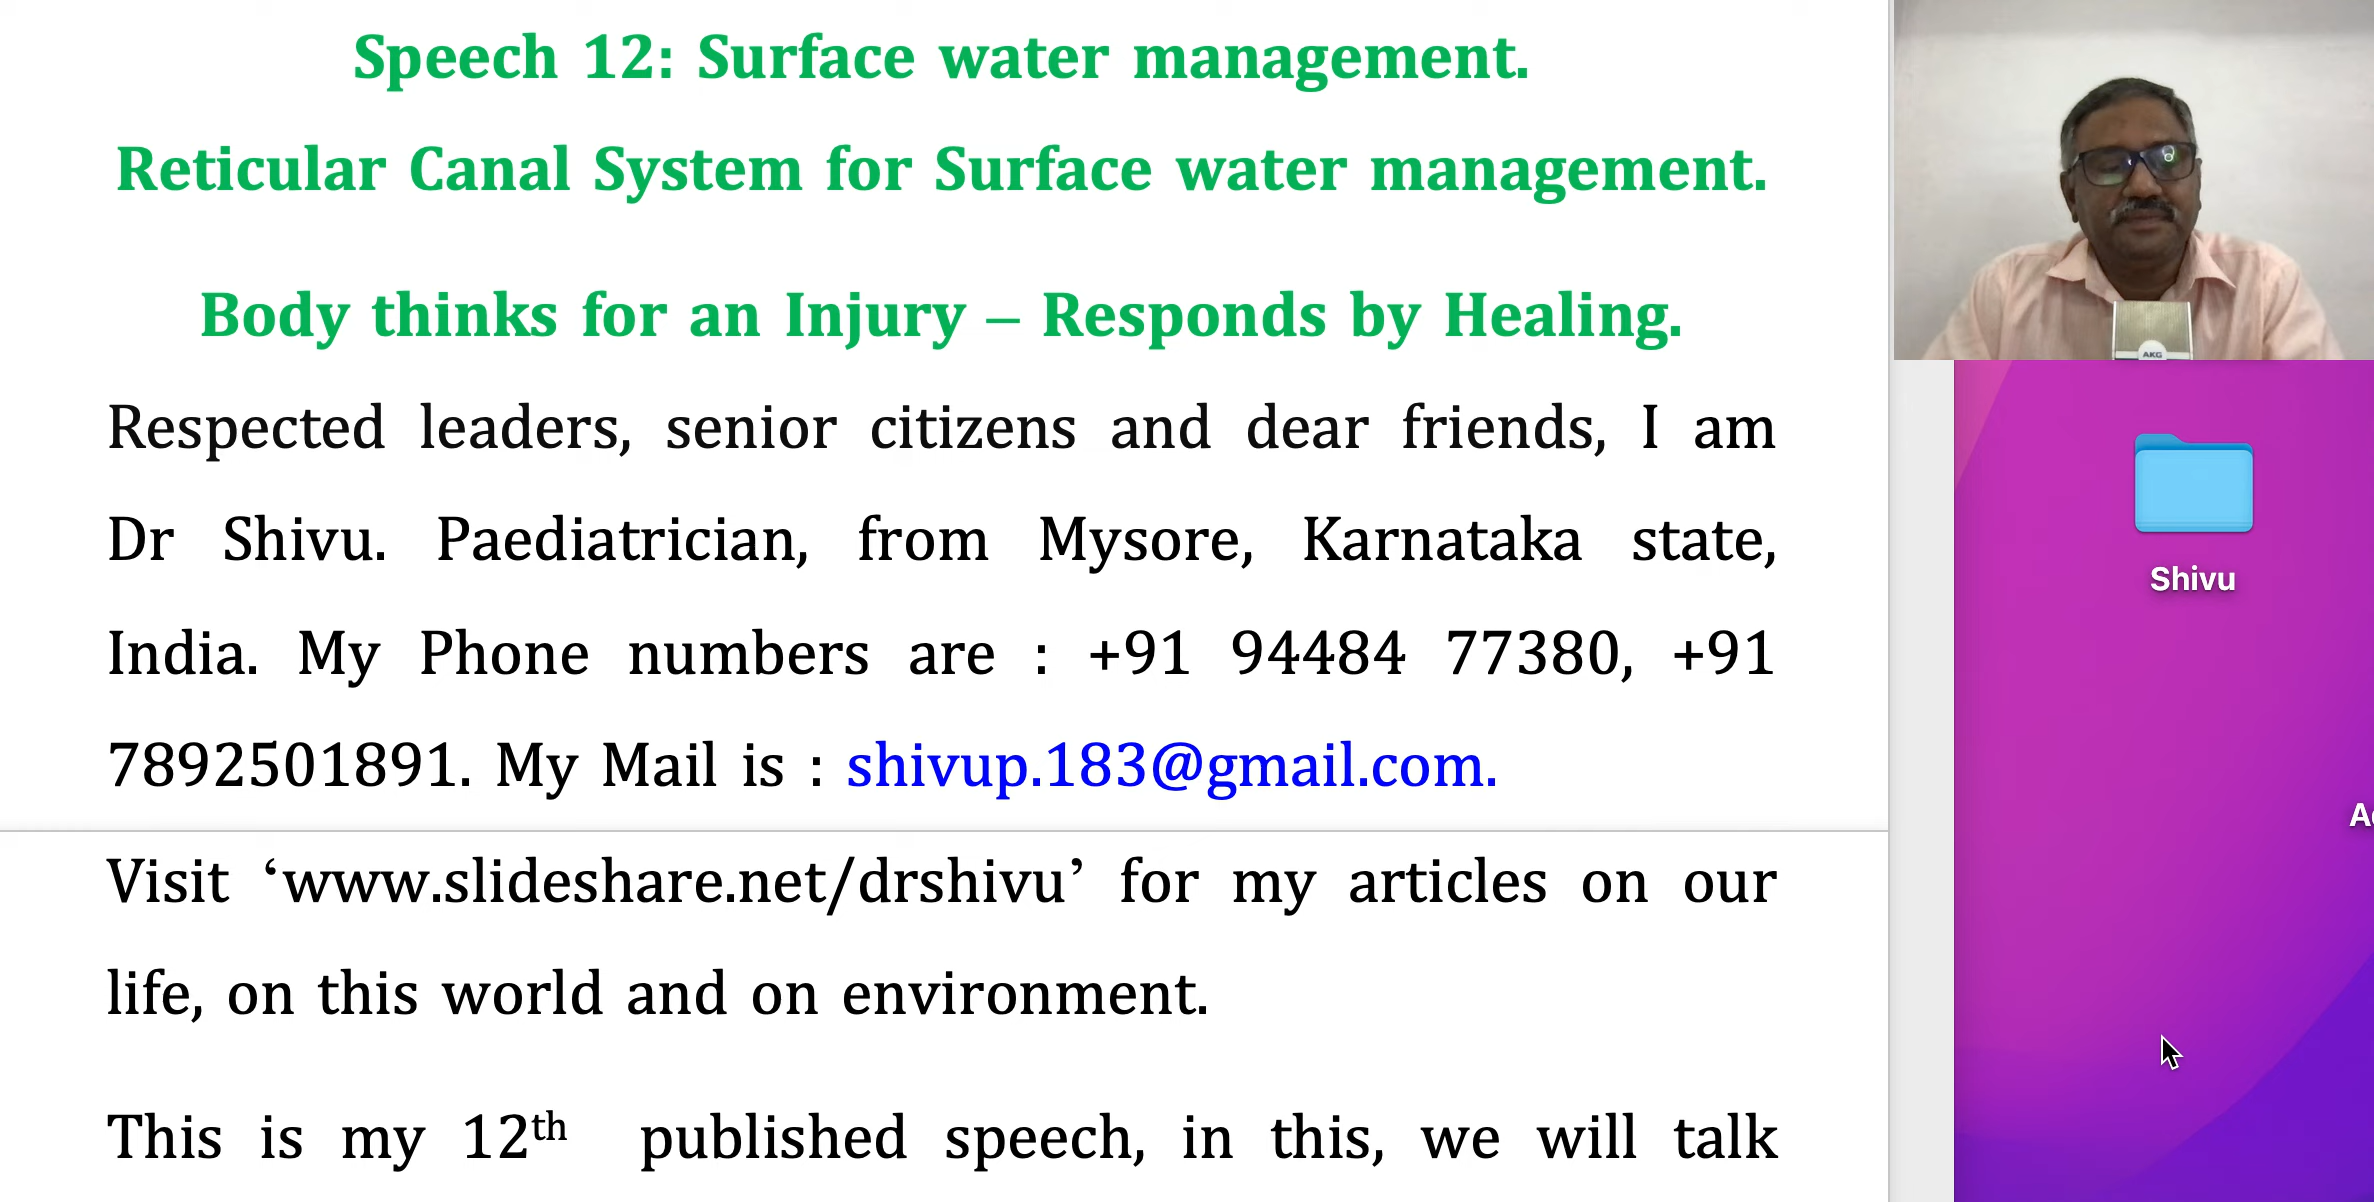 Speech 12: Surface water management.
Reticular Canal System for Surface water management.
Body thinks for an Injury – Responds by Healing.
Respected leaders, senior citizens and dear friends, I am
Dr Shivu. Paediatrician, from Mysore, Karnataka state,
India. My Phone numbers are : +91 94484 77380, +91
7892501891. My Mail is : shivup.183@gmail.com.
Visit ‘www.slideshare.net/drshivu’ for my articles on our
life, on this world and on environment.
This is my 12th published speech, in this, we will talk
AKG
Shivu